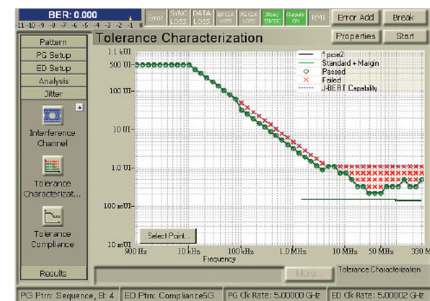 BER: 0.000
-11 -10 -9 -8 -7 -6 -5 -4 -3 -2 -1 0
Error
SYNC LOSS
DATA LOSS
Error Add
Break
Pattern
PG Setup
ED Setup
Analysis
Jitter
Interference Channel
Tolerance Characterizat...
Tolerance Compliance
Results
Tolerance Characterization
Properties
Start
1.1 kUI
500 UI
100 UI
10 UI
1.0 UI
100 mUI
10 mUI
Standard + Margin
Passed
Failed
J-BERT Capability
Select Point...
900 Hz
10 kHz
100 kHz
1.0 MHz
10 MHz
50 MHz
Frequency
More...
Tolerance Characterization
PG Ptrn: Sequence, B: 4
ED Ptrn: Compliance5G
PG Clk Rate: 5.00000 GHz
ED Clk Rate: 5.00002 GHz